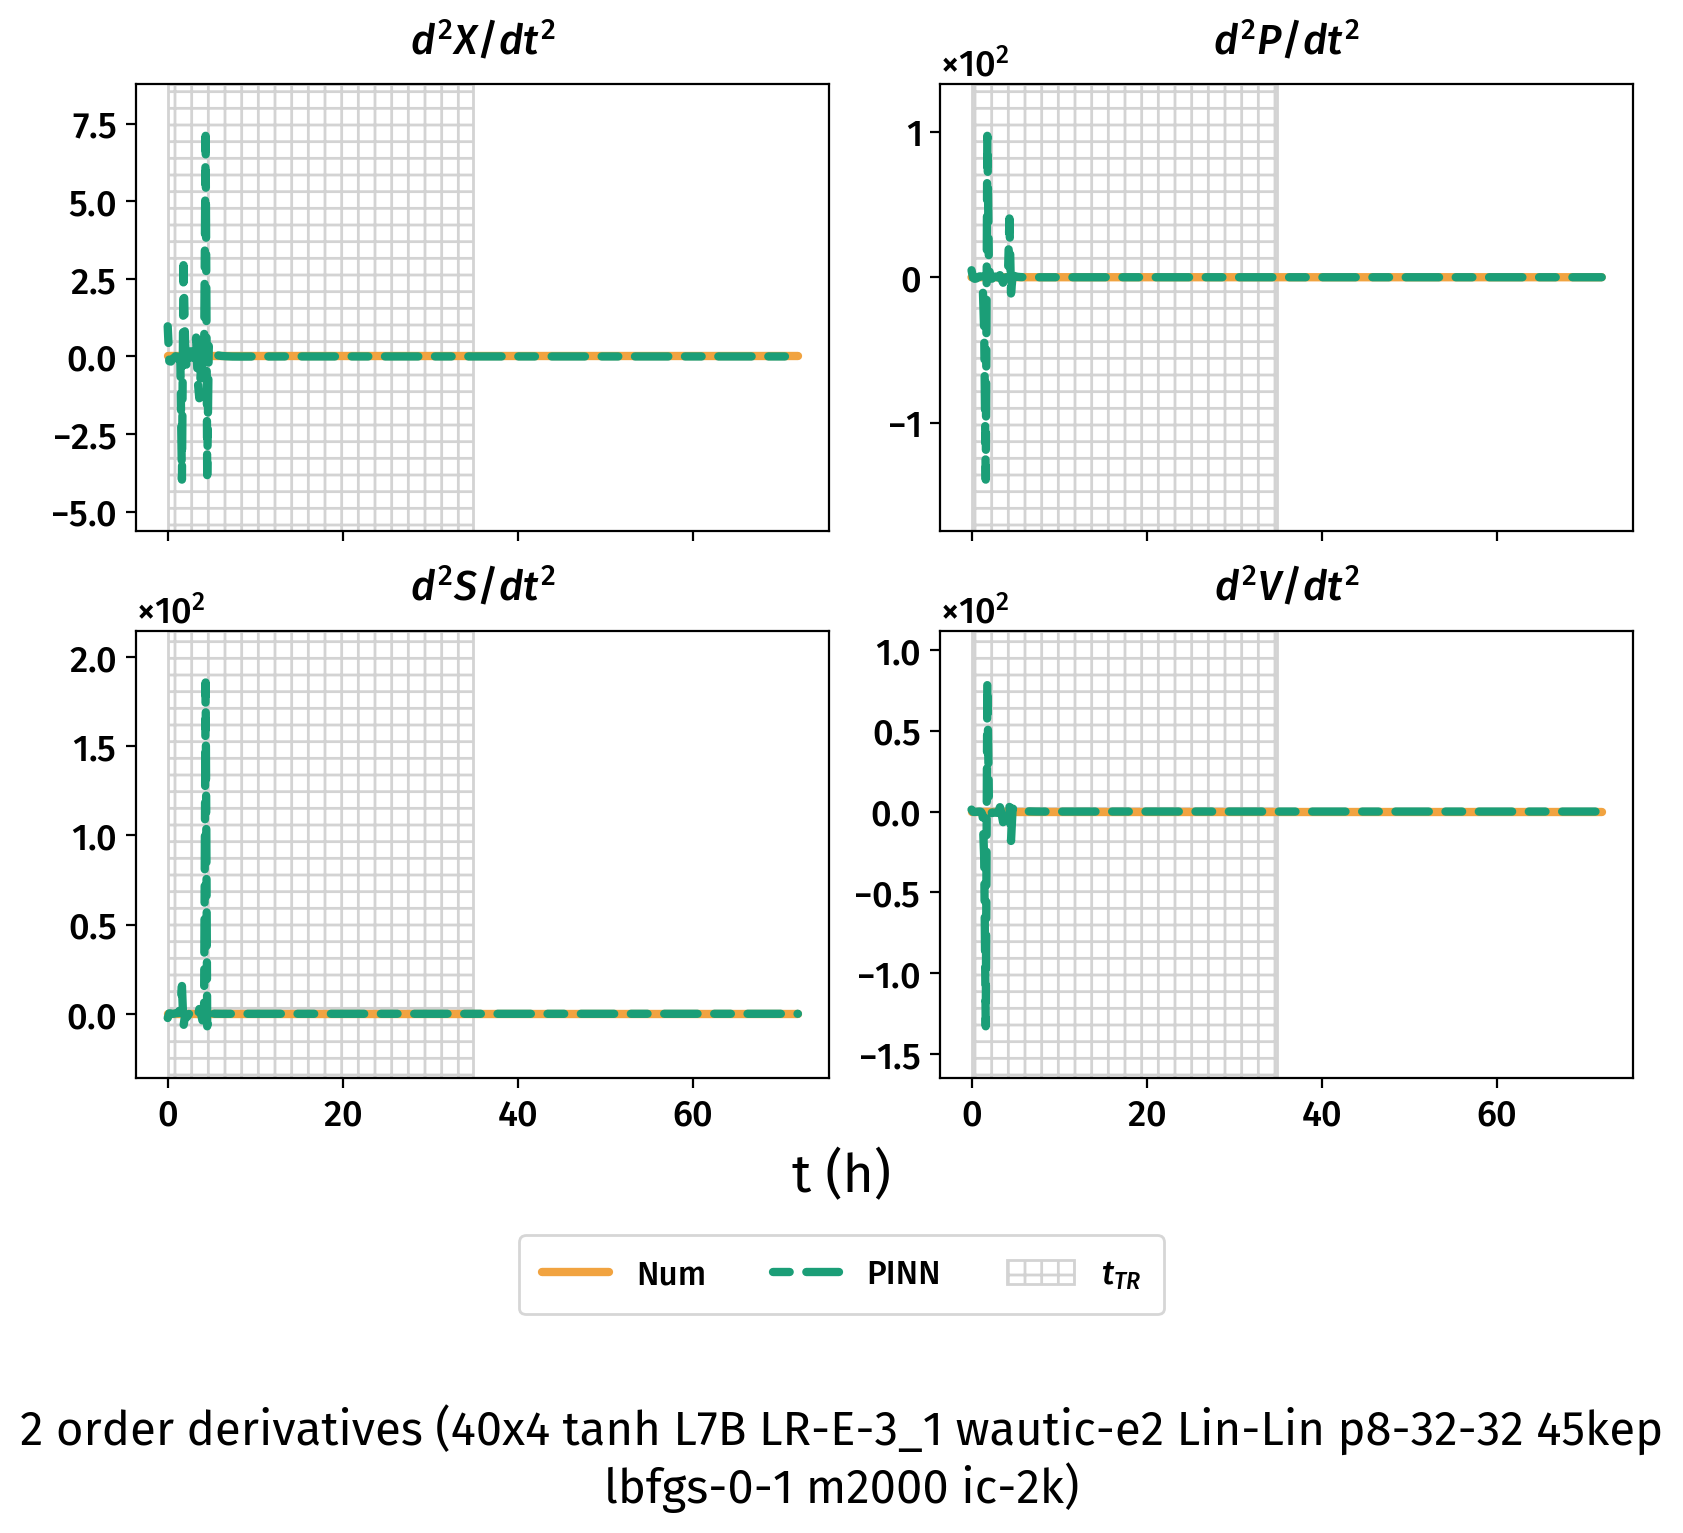 d²X/dt²
7.5
5.0
2.5
0.0
−2.5
−5.0
d²P/dt²
×10²
1
0
−1
d²S/dt²
×10²
2.0
1.5
1.0
0.5
0.0
0 20 40 60
d²V/dt²
×10²
1.0
0.5
0.0
−0.5
−1.0
−1.5
0 20 40 60
t (h)
Num PINN t_TR
2 order derivatives (40x4 tanh L7B LR-E-3_1 wautic-e2 Lin-Lin p8-32-32 45kep
lbfgs-0-1 m2000 ic-2k)